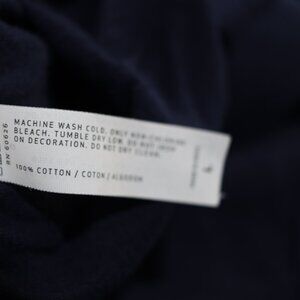 MACHINE WASH COLD. ONLY NON-CHLORINE
BLEACH. TUMBLE DRY LOW. DO NOT IRON
ON DECORATION. DO NOT DRY CLEAN.
100% COTTON / COTON / ALGODON
RN 60626